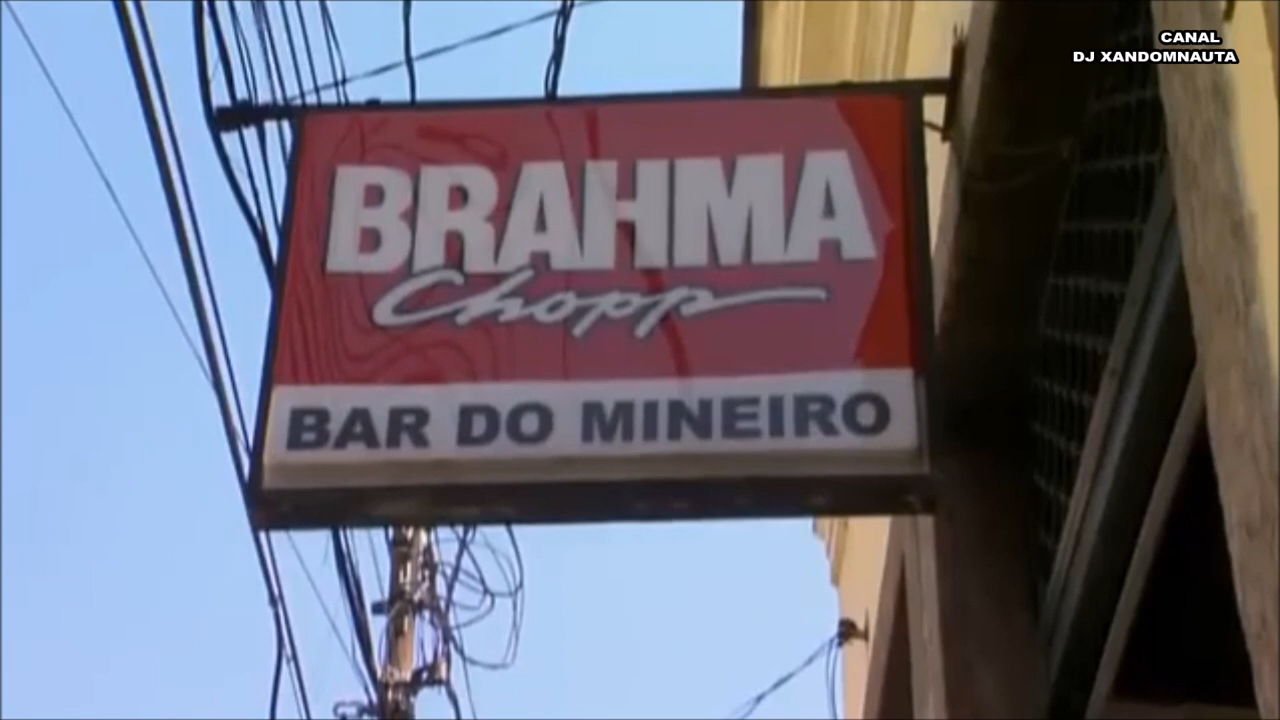 CANAL
DJ XANDOMNAUTA
BRAHMA
Chopp
BAR DO MINEIRO